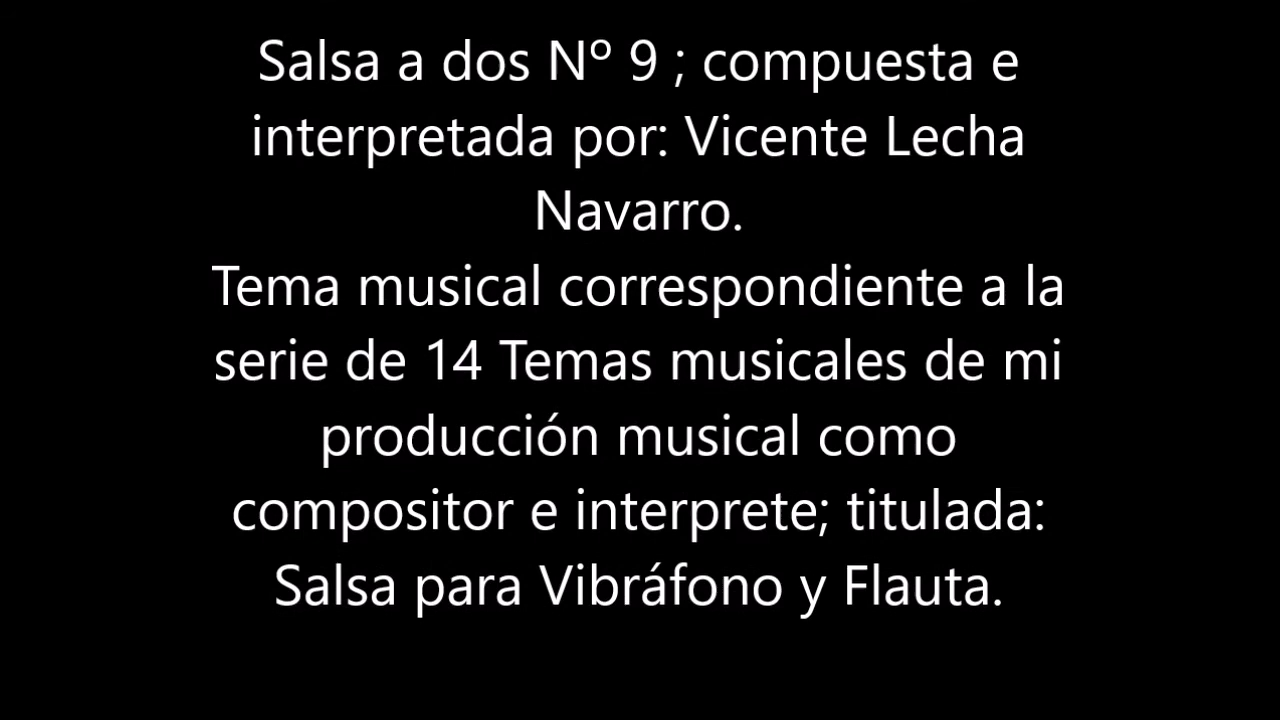 Salsa a dos Nº 9 ; compuesta e
interpretada por: Vicente Lecha
Navarro.
Tema musical correspondiente a la
serie de 14 Temas musicales de mi
producción musical como
compositor e interprete; titulada:
Salsa para Vibráfono y Flauta.